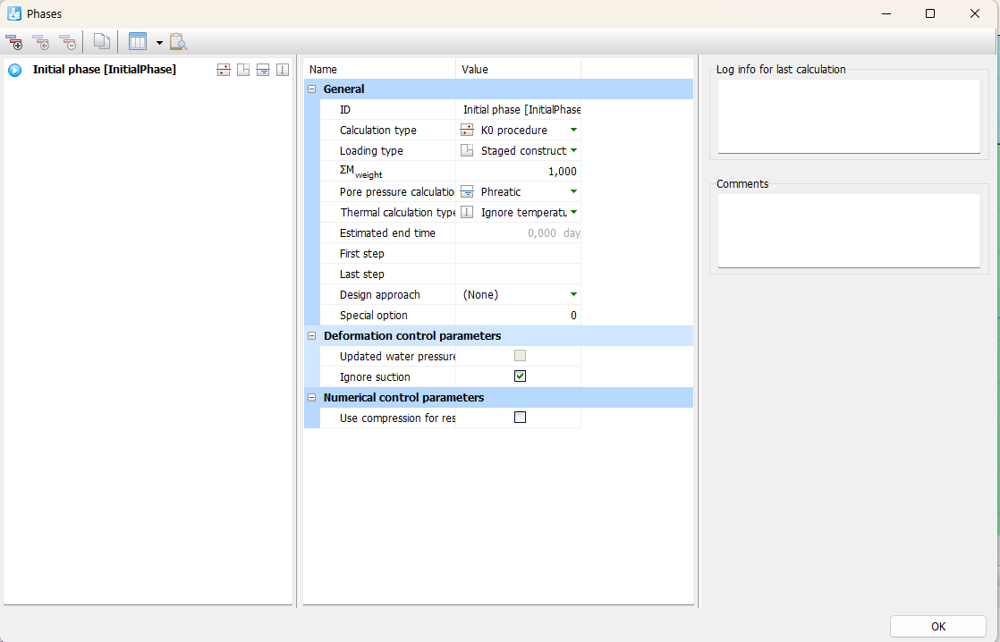 Phases
Initial phase [InitialPhase]
Name Value
General
ID Initial phase [InitialPhase
Calculation type K0 procedure
Loading type Staged construct
ΣMweight 1,000
Pore pressure calculatio Phreatic
Thermal calculation type Ignore temperatu
Estimated end time 0,000 day
First step
Last step
Design approach (None)
Special option 0
Deformation control parameters
Updated water pressure
Ignore suction
Numerical control parameters
Use compression for res
Log info for last calculation
Comments
OK